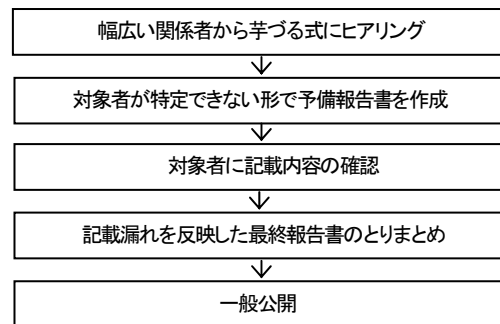 幅広い関係者から芋づる式にヒアリング
対象者が特定できない形で予備報告書を作成
対象者に記載内容の確認
記載漏れを反映した最終報告書のとりまとめ
一般公開